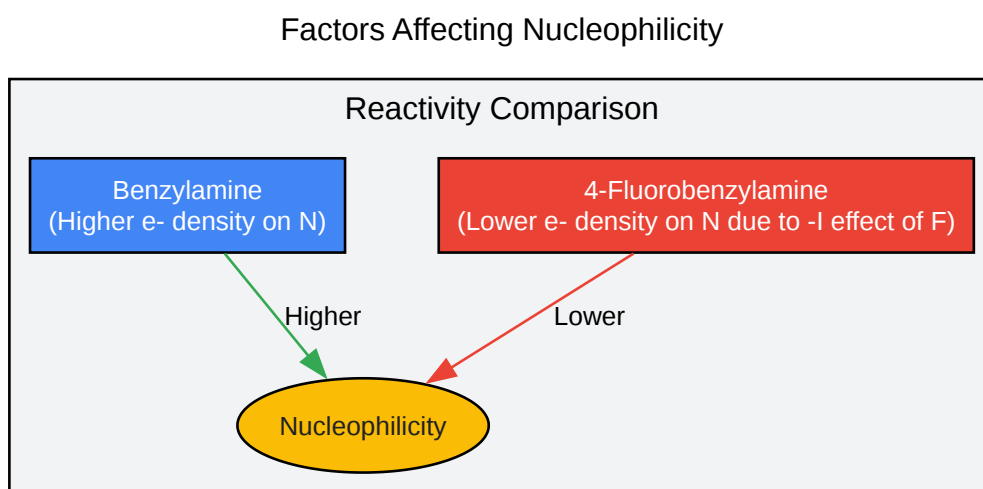 Factors Affecting Nucleophilicity
Reactivity Comparison
Benzylamine
(Higher e- density on N)
4-Fluorobenzylamine
(Lower e- density on N due to -I effect of F)
Higher
Lower
Nucleophilicity